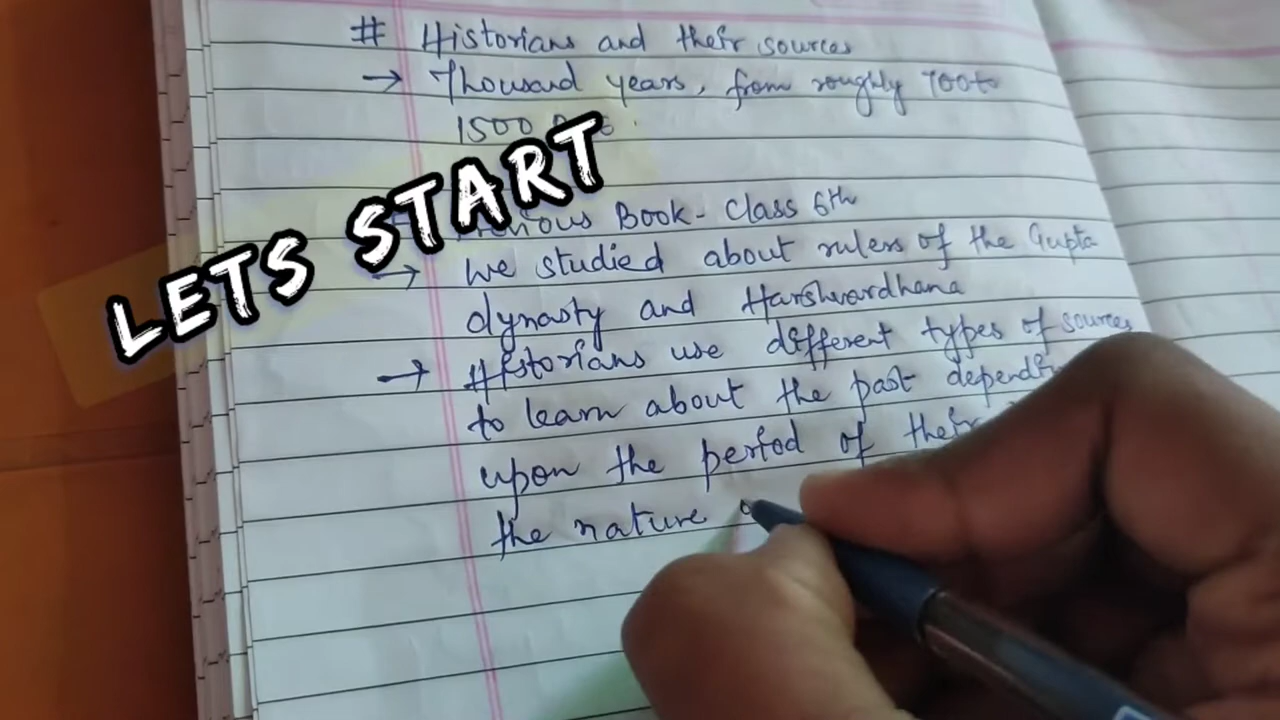 # Historians and their sources
→ Thousand years, from roughly 700 to
1500
LETS START
Book - Class 6th
→ we studied about rulers of the Gupta
dynasty and Harshvardhana
→ Historians use different types of sources
to learn about the past
upon the period of their
the nature